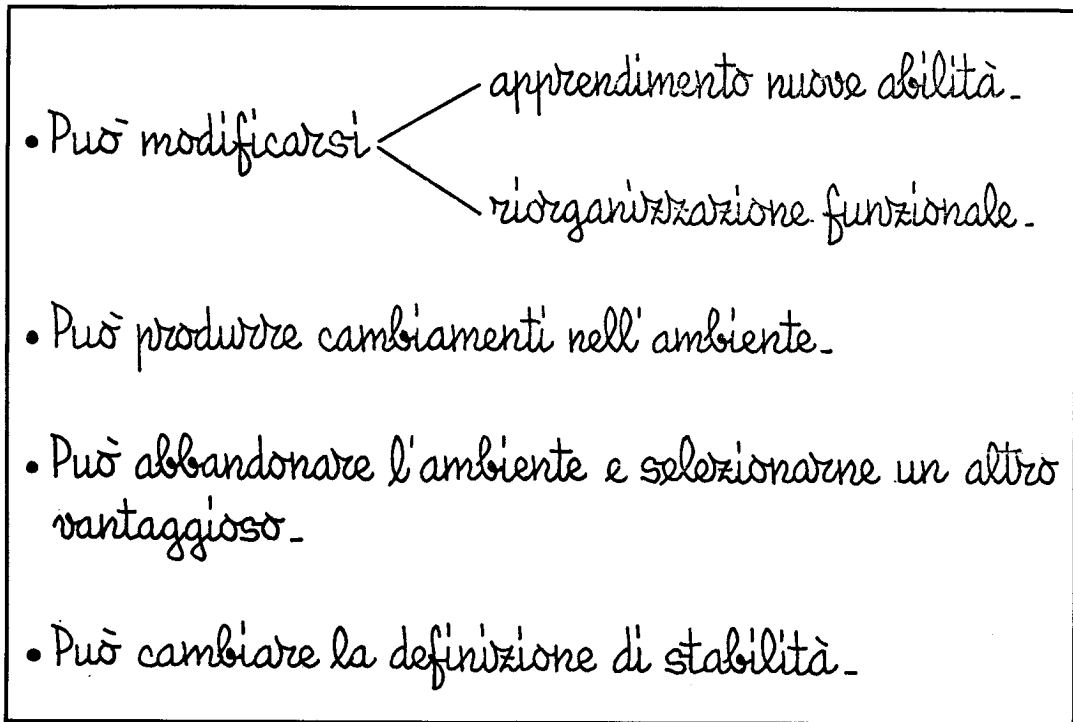 apprendimento nuove abilità.
• Può modificarsi
riorganizzazione funzionale.
• Può produrre cambiamenti nell'ambiente.
• Può abbandonare l'ambiente e selezionarne un altro
vantaggioso.
• Può cambiare la definizione di stabilità.